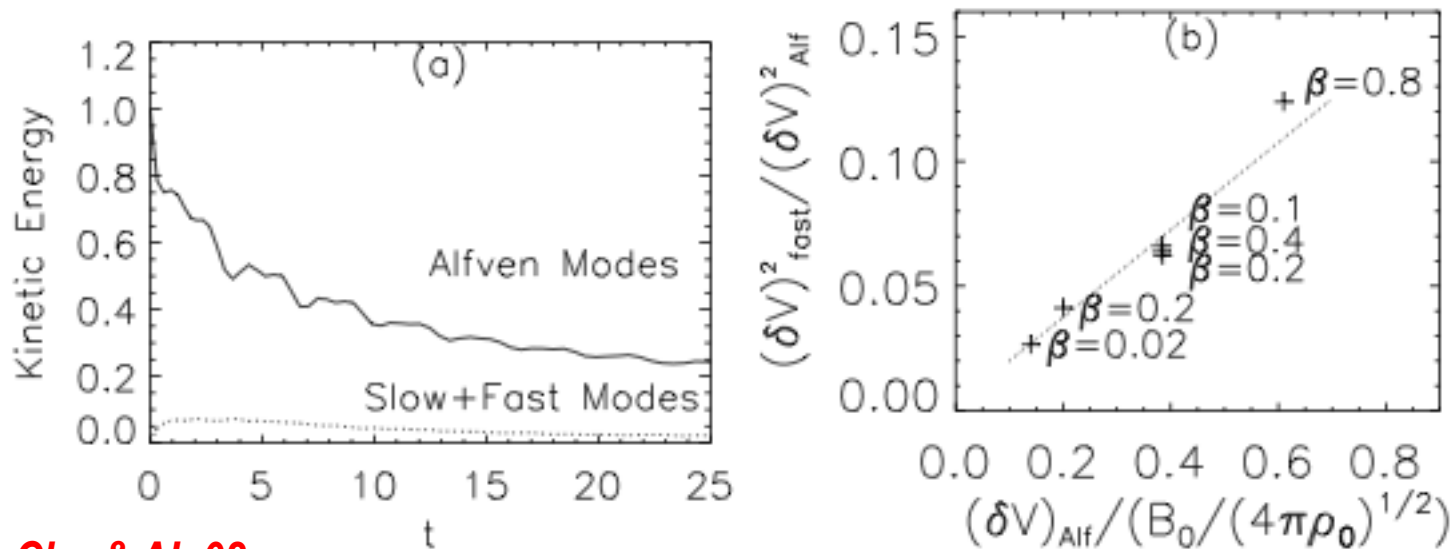 (a)
Kinetic Energy
1.2
1.0
0.8
0.6
0.4
0.2
0.0
Alfven Modes
Slow+Fast Modes
0 5 10 15 20 25
t
(b)
(δV)²fast/(δV)²Alf
0.15
0.10
0.05
0.00
β=0.8
β=0.1
β=0.4
β=0.2
β=0.2
β=0.02
0.0 0.2 0.4 0.6 0.8
(δV)Alf/(B₀/(4πρ₀)^1/2)